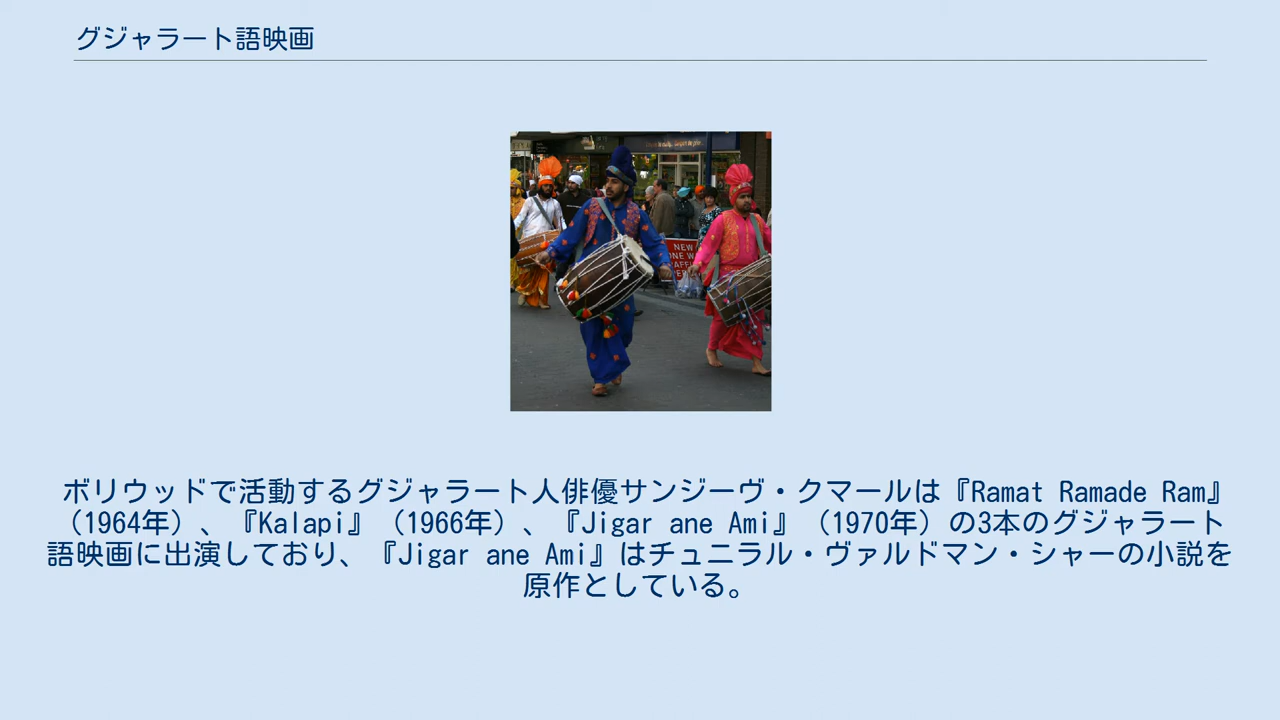 グジャラート語映画
NEW
ONE WAY
ボリウッドで活動するグジャラート人俳優サンジーヴ・クマールは『Ramat Ramade Ram』
（1964年）、『Kalapi』（1966年）、『Jigar ane Ami』（1970年）の3本のグジャラート
語映画に出演しており、『Jigar ane Ami』はチュニラル・ヴァルドマン・シャーの小説を
原作としている。